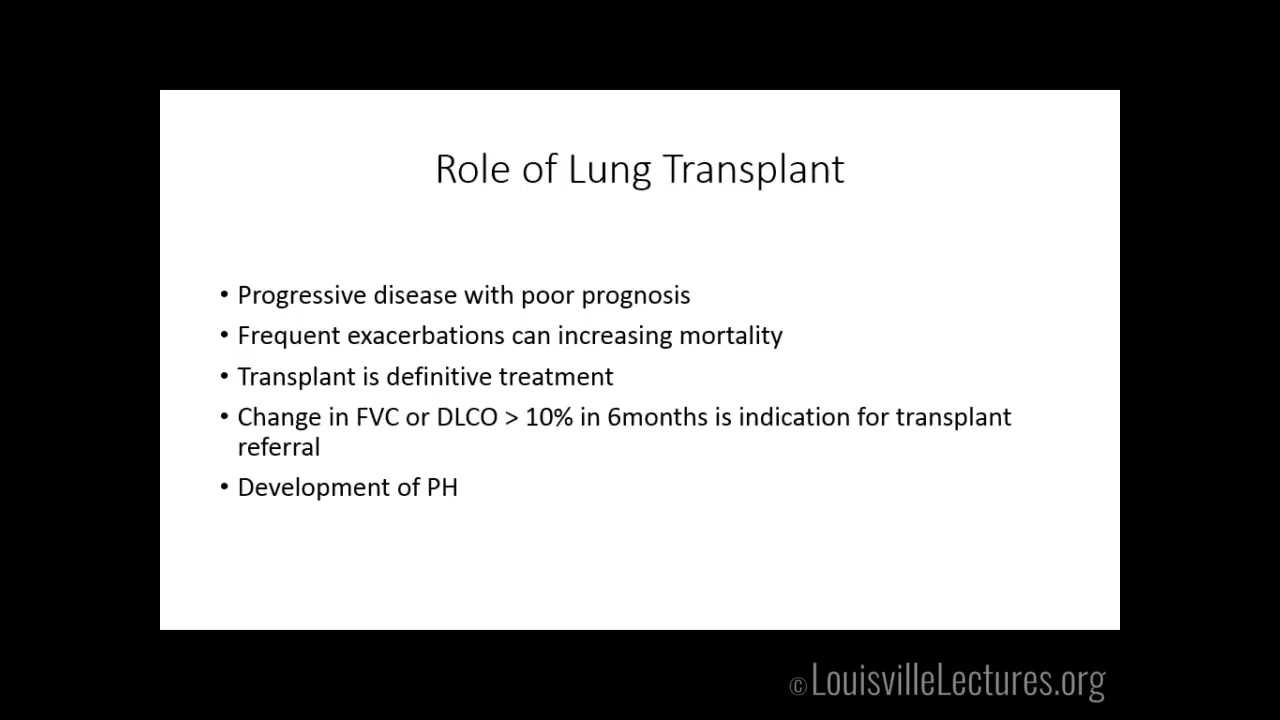 Role of Lung Transplant
• Progressive disease with poor prognosis
• Frequent exacerbations can increasing mortality
• Transplant is definitive treatment
• Change in FVC or DLCO > 10% in 6months is indication for transplant
referral
• Development of PH
© LouisvilleLectures.org